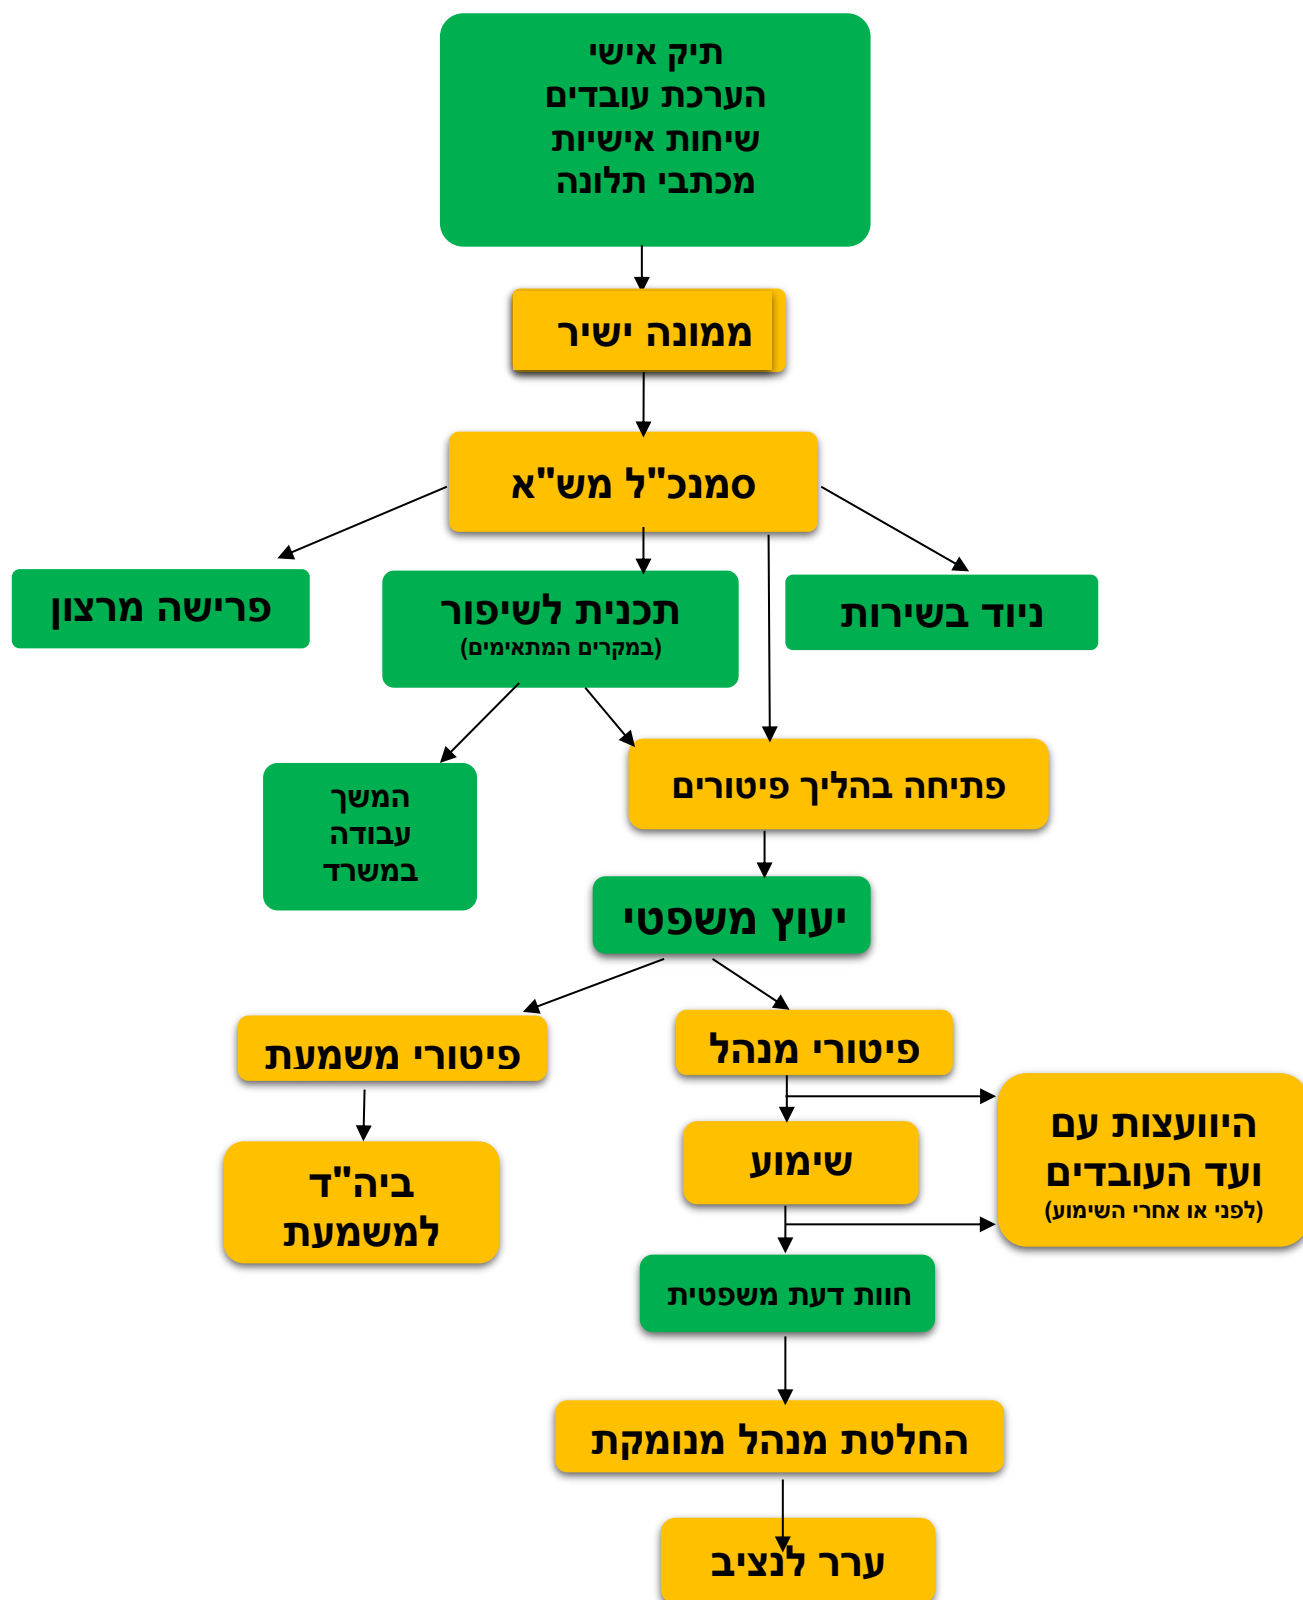 תיק אישי
הערכת עובדים
שיחות אישיות
מכתבי תלונה
ממונה ישיר
סמנכ"ל מש"א
פרישה מרצון
תכנית לשיפור
(במקרים המתאימים)
ניוד בשירות
המשך
עבודה
במשרד
פתיחה בהליך פיטורים
יעוץ משפטי
פיטורי משמעת
פיטורי מנהל
ביה"ד
למשמעת
שימוע
היוועצות עם
ועד העובדים
(לפני או אחרי השימוע)
חוות דעת משפטית
החלטת מנהל מנומקת
ערר לנציב